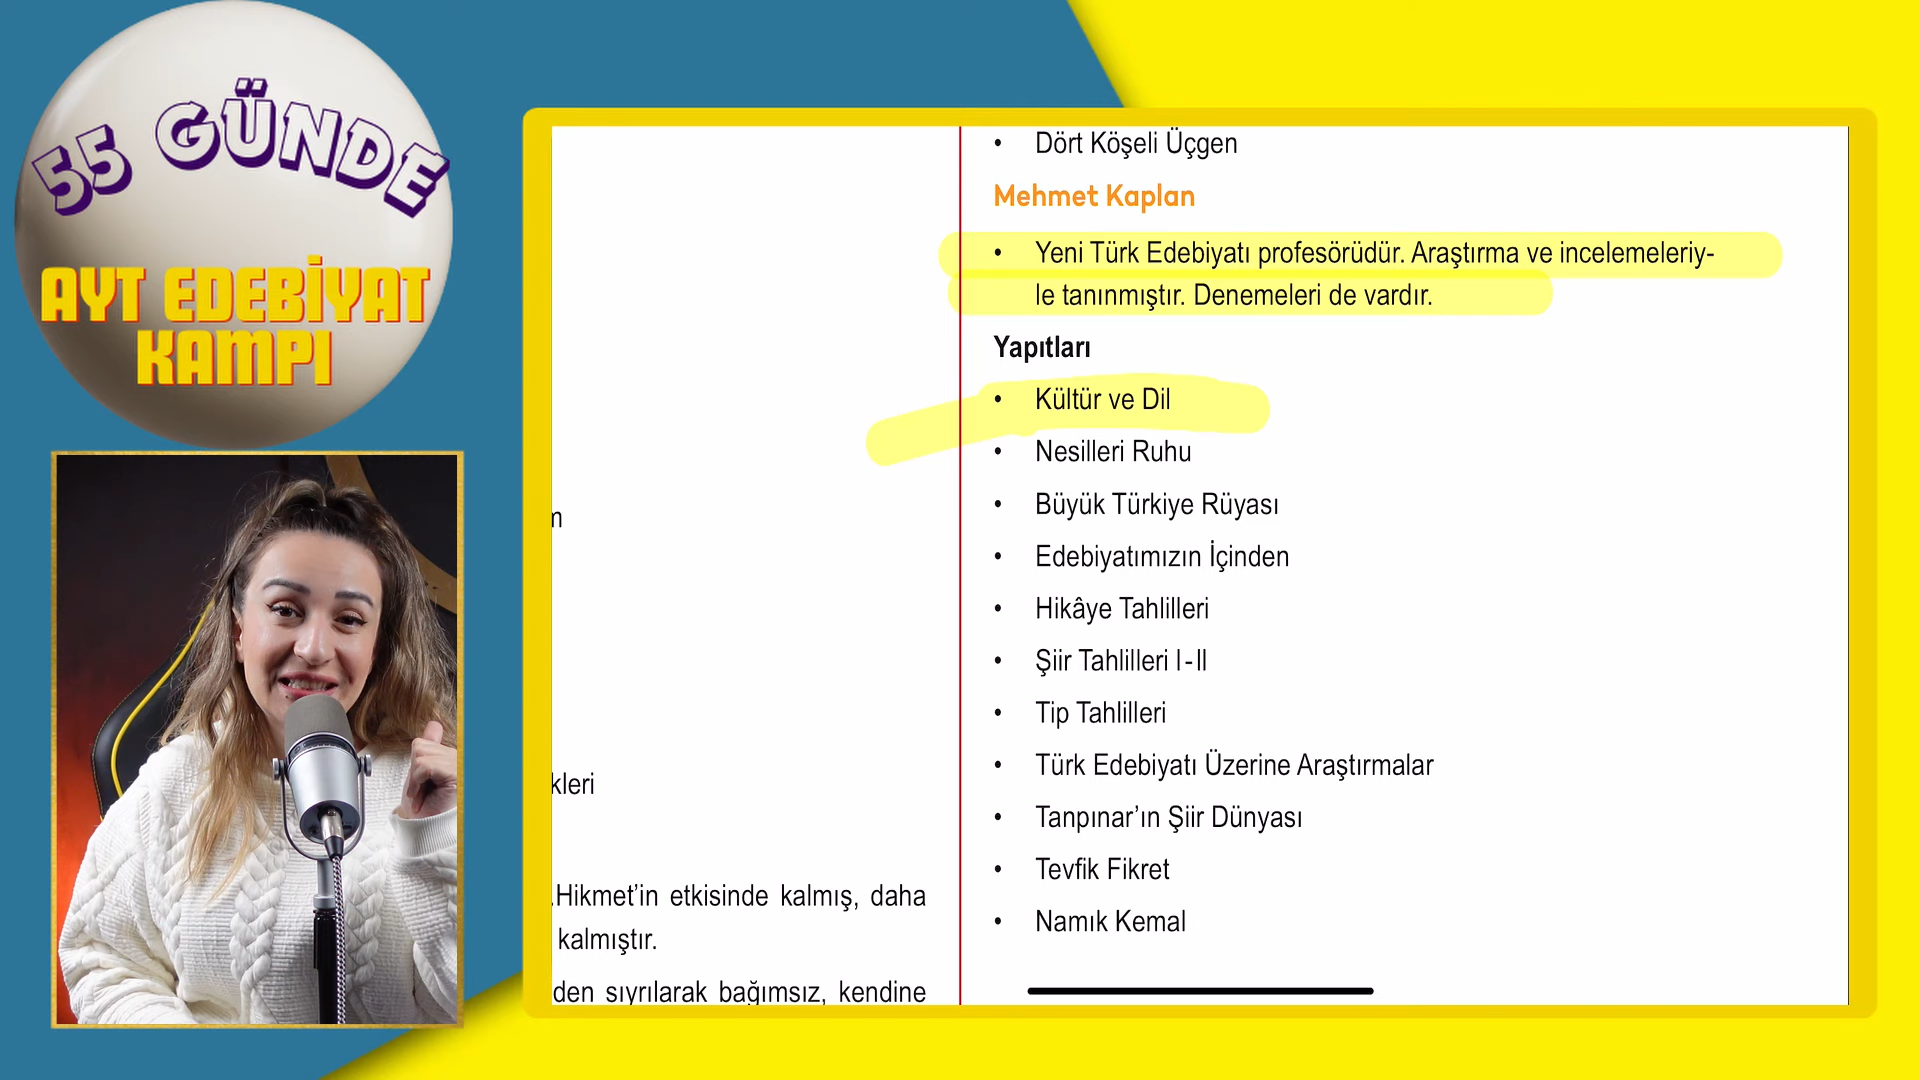 55 GÜNDE
AYT EDEBİYAT
KAMPI
m
kleri
.Hikmet’in etkisinde kalmış, daha
kalmıştır.
den sıyrılarak bağımsız, kendine
• Dört Köşeli Üçgen
Mehmet Kaplan
• Yeni Türk Edebiyatı profesörüdür. Araştırma ve incelemeleriy-
le tanınmıştır. Denemeleri de vardır.
Yapıtları
• Kültür ve Dil
• Nesilleri Ruhu
• Büyük Türkiye Rüyası
• Edebiyatımızın İçinden
• Hikâye Tahlilleri
• Şiir Tahlilleri I-II
• Tip Tahlilleri
• Türk Edebiyatı Üzerine Araştırmalar
• Tanpınar’ın Şiir Dünyası
• Tevfik Fikret
• Namık Kemal